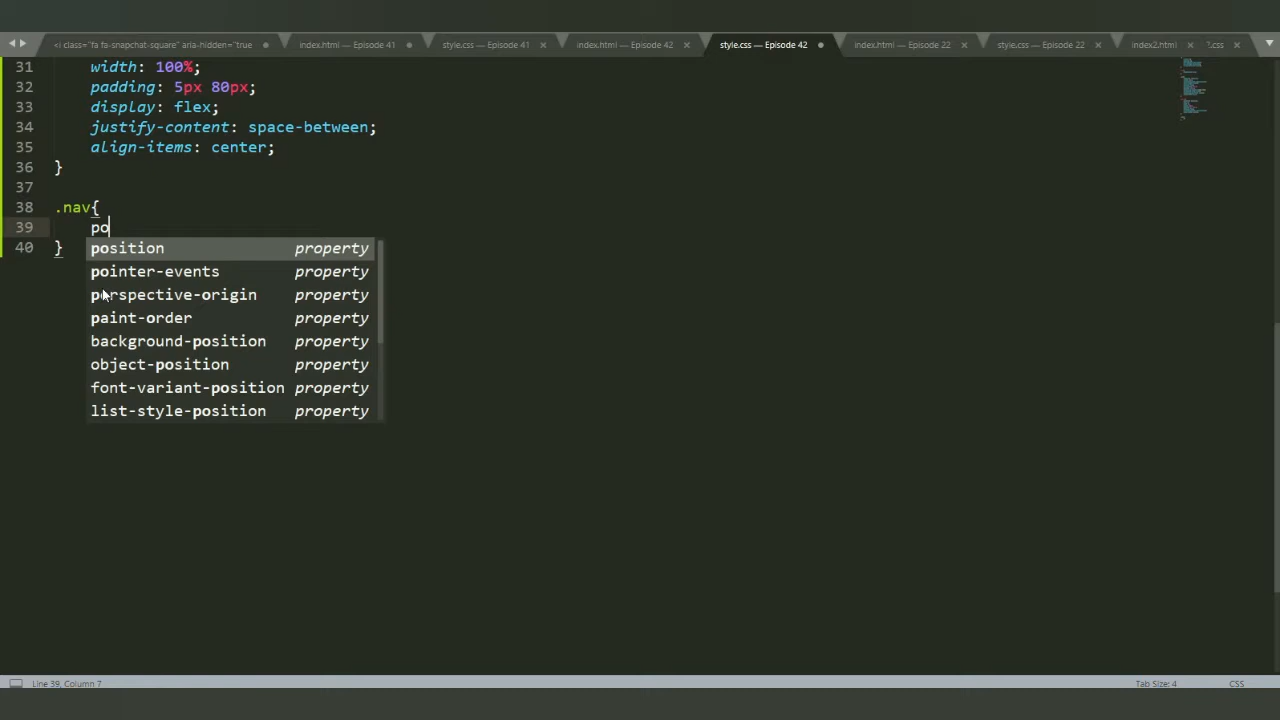 <i class="fa fa-snapchat-square" aria-hidden="true
index.html — Episode 41
style.css — Episode 41
index.html — Episode 42
style.css — Episode 42
index.html — Episode 22
style.css — Episode 22
index2.html
?.css
31 width: 100%;
32 padding: 5px 80px;
33 display: flex;
34 justify-content: space-between;
35 align-items: center;
36 }
37
38 .nav{
39 po
40 }
position property
pointer-events property
perspective-origin property
paint-order property
background-position property
object-position property
font-variant-position property
list-style-position property
Line 39, Column 7
Tab Size: 4
CSS